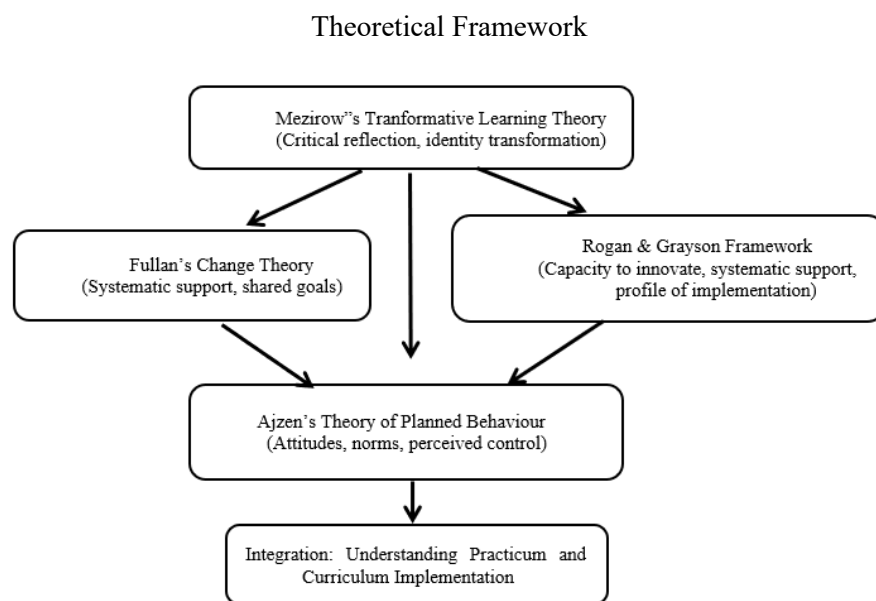 Theoretical Framework
Mezirow”s Tranformative Learning Theory
(Critical reflection, identity transformation)
Fullan’s Change Theory
(Systematic support, shared goals)
Rogan & Grayson Framework
(Capacity to innovate, systematic support,
profile of implementation)
Ajzen’s Theory of Planned Behaviour
(Attitudes, norms, perceived control)
Integration: Understanding Practicum and
Curriculum Implementation